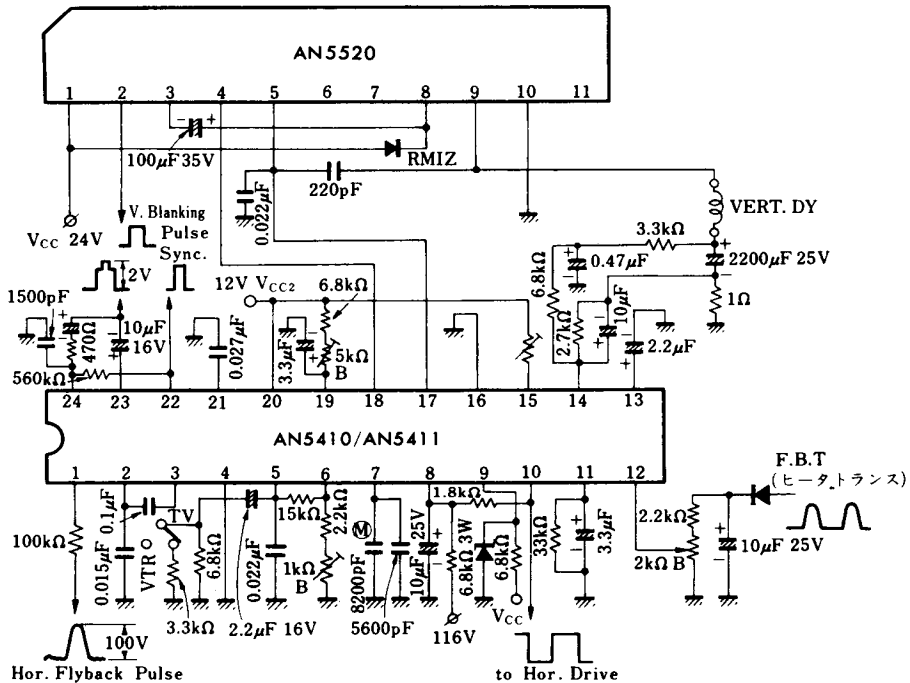 AN5520
1 2 3 4 5 6 7 8 9 10 11
− +
100μF 35V
RMIZ
0.022μF
220pF
V. Blanking
Pulse
Sync.
VCC 24V
2V
VERT. DY
3.3kΩ
+
2200μF 25V
−
6.8kΩ
+
0.47μF
−
1Ω
2.7kΩ
−
10μF
+
−
2.2μF
+
12V VCC2
6.8kΩ
1500pF
+
−
470Ω
10μF
16V
−
+
560kΩ
0.027μF
3.3μF
−
+
5kΩ
B
24 23 22 21 20 19 18 17 16 15 14 13
AN5410/AN5411
1 2 3 4 5 6 7 8 9 10 11 12
100kΩ
0.1μF
0.015μF
TV
VTR
3.3kΩ
6.8kΩ
2.2μF 16V
0.022μF
15kΩ
2.2kΩ
1kΩ
B
M
8200pF
5600pF
25V
10μF
+
−
1.8kΩ
6.8kΩ 3W
116V
6.8kΩ
VCC
33kΩ
+
3.3μF
−
2.2kΩ
2kΩ B
+
10μF 25V
−
F.B.T
(ヒータ トランス)
100V
Hor. Flyback Pulse
to Hor. Drive